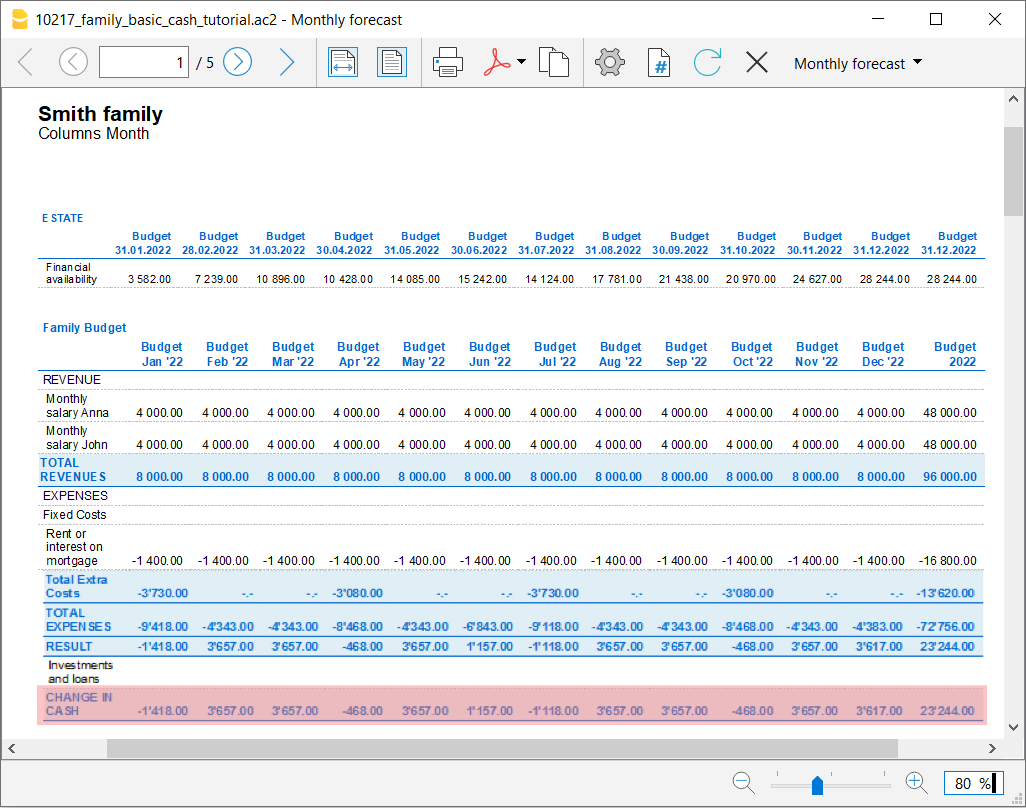 10217_family_basic_cash_tutorial.ac2 - Monthly forecast
1 / 5 # Monthly forecast
Smith family
Columns Month
ESTATE
Budget Budget Budget Budget Budget Budget Budget Budget Budget Budget Budget Budget Budget
31.01.2022 28.02.2022 31.03.2022 30.04.2022 31.05.2022 30.06.2022 31.07.2022 31.08.2022 30.09.2022 31.10.2022 30.11.2022 31.12.2022 31.12.2022
Financial
availability 3 582.00 7 239.00 10 896.00 10 428.00 14 085.00 15 242.00 14 124.00 17 781.00 21 438.00 20 970.00 24 627.00 28 244.00 28 244.00
Family Budget
Budget Budget Budget Budget Budget Budget Budget Budget Budget Budget Budget Budget Budget
Jan '22 Feb '22 Mar '22 Apr '22 May '22 Jun '22 Jul '22 Aug '22 Sep '22 Oct '22 Nov '22 Dec '22 2022
REVENUE
Monthly
salary Anna 4 000.00 4 000.00 4 000.00 4 000.00 4 000.00 4 000.00 4 000.00 4 000.00 4 000.00 4 000.00 4 000.00 4 000.00 48 000.00
Monthly
salary John 4 000.00 4 000.00 4 000.00 4 000.00 4 000.00 4 000.00 4 000.00 4 000.00 4 000.00 4 000.00 4 000.00 4 000.00 48 000.00
TOTAL
REVENUES 8 000.00 8 000.00 8 000.00 8 000.00 8 000.00 8 000.00 8 000.00 8 000.00 8 000.00 8 000.00 8 000.00 8 000.00 96 000.00
EXPENSES
Fixed Costs
Rent or
interest on
mortgage -1 400.00 -1 400.00 -1 400.00 -1 400.00 -1 400.00 -1 400.00 -1 400.00 -1 400.00 -1 400.00 -1 400.00 -1 400.00 -1 400.00 -16 800.00
Total Extra
Costs -3'730.00 -.- -.- -3'080.00 -.- -.- -3'730.00 -.- -.- -3'080.00 -.- -.- -13'620.00
TOTAL
EXPENSES -9'418.00 -4'343.00 -4'343.00 -8'468.00 -4'343.00 -6'843.00 -9'118.00 -4'343.00 -4'343.00 -8'468.00 -4'343.00 -4'383.00 -72'756.00
RESULT -1'418.00 3'657.00 3'657.00 -468.00 3'657.00 1'157.00 -1'118.00 3'657.00 3'657.00 -468.00 3'657.00 3'617.00 23'244.00
Investments
and loans
CHANGE IN
CASH -1'418.00 3'657.00 3'657.00 -468.00 3'657.00 1'157.00 -1'118.00 3'657.00 3'657.00 -468.00 3'657.00 3'617.00 23'244.00
80 %